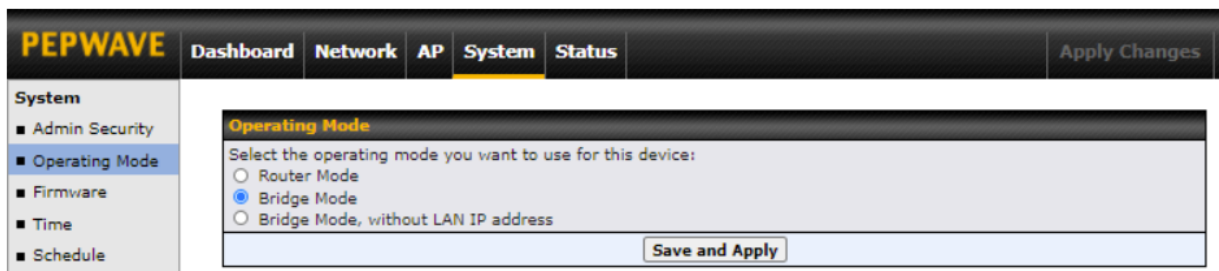 PEPWAVE Dashboard Network AP System Status Apply Changes
System
Admin Security
Operating Mode
Firmware
Time
Schedule
Operating Mode
Select the operating mode you want to use for this device:
Router Mode
Bridge Mode
Bridge Mode, without LAN IP address
Save and Apply